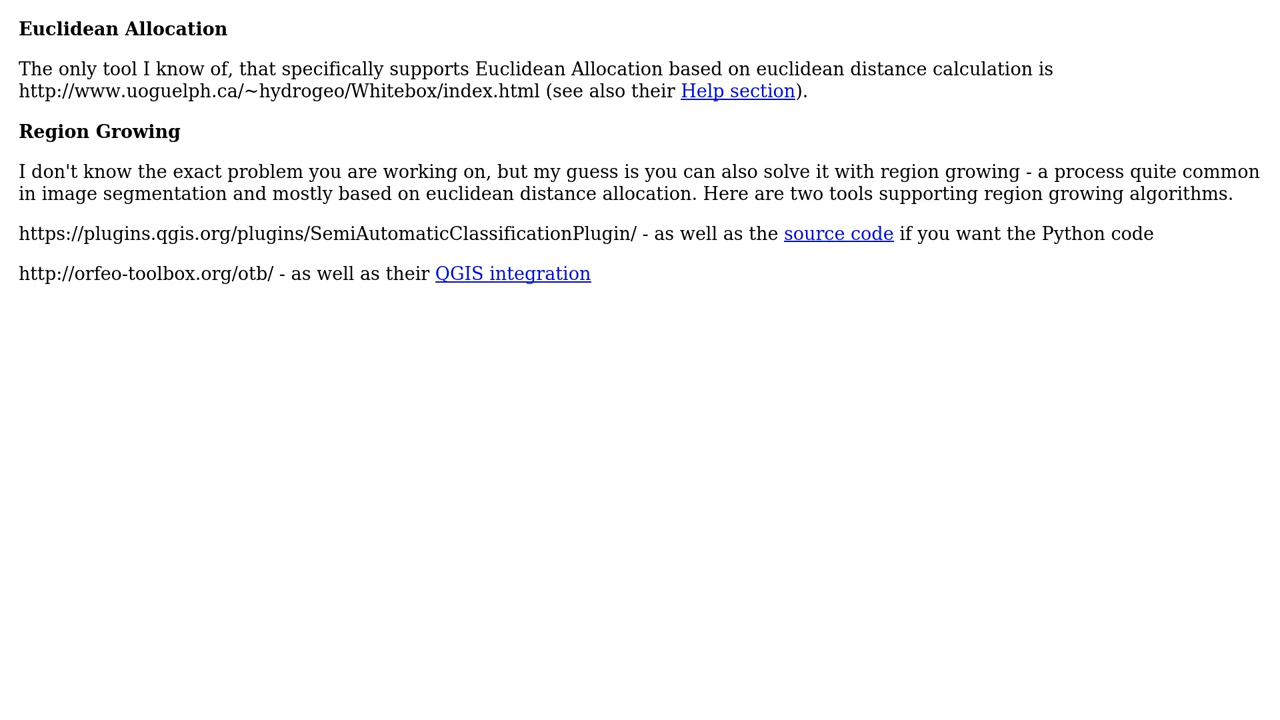 Euclidean Allocation
The only tool I know of, that specifically supports Euclidean Allocation based on euclidean distance calculation is
http://www.uoguelph.ca/~hydrogeo/Whitebox/index.html (see also their Help section).
Region Growing
I don't know the exact problem you are working on, but my guess is you can also solve it with region growing - a process quite common
in image segmentation and mostly based on euclidean distance allocation. Here are two tools supporting region growing algorithms.
https://plugins.qgis.org/plugins/SemiAutomaticClassificationPlugin/ - as well as the source code if you want the Python code
http://orfeo-toolbox.org/otb/ - as well as their QGIS integration